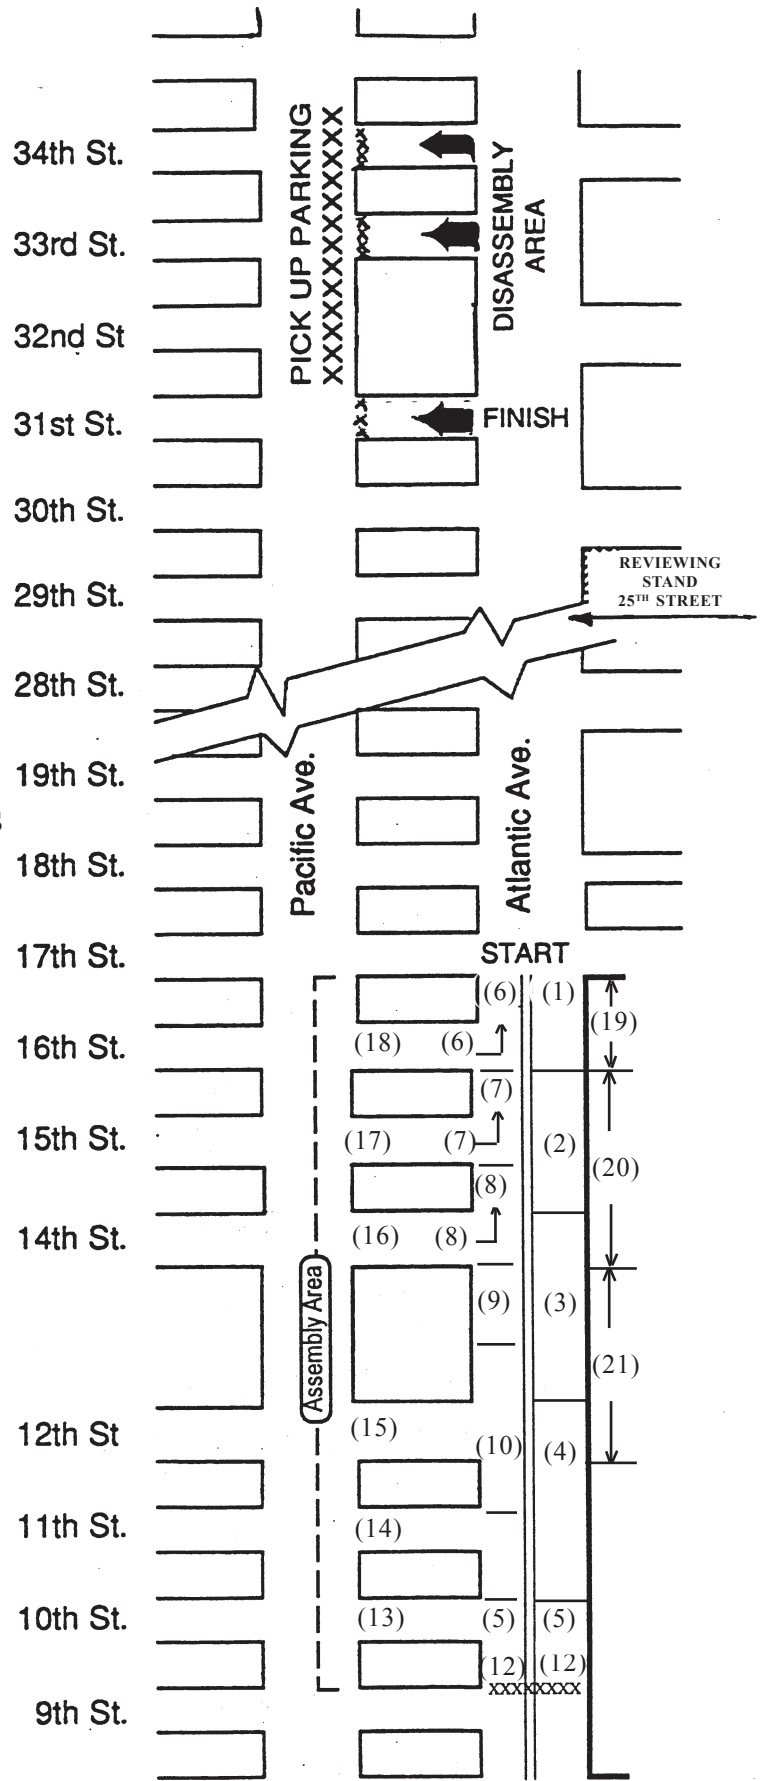 34th St.
PICK UP PARKING
XXXXXXXXXXXXXXXX
DISASSEMBLY
AREA
33rd St.
32nd St
31st St.
FINISH
30th St.
REVIEWING
STAND
25TH STREET
29th St.
28th St.
19th St.
Pacific Ave.
Atlantic Ave.
18th St.
17th St.
START
(6) (1)
(19)
16th St.
(18) (6)
(7)
15th St.
(17) (7) (2)
(20)
(8)
14th St.
(16) (8)
Assembly Area
(9) (3)
(21)
12th St
(15)
(10) (4)
11th St.
(14)
10th St.
(13) (5) (5)
(12) (12)
xxxxxxxxxx
9th St.